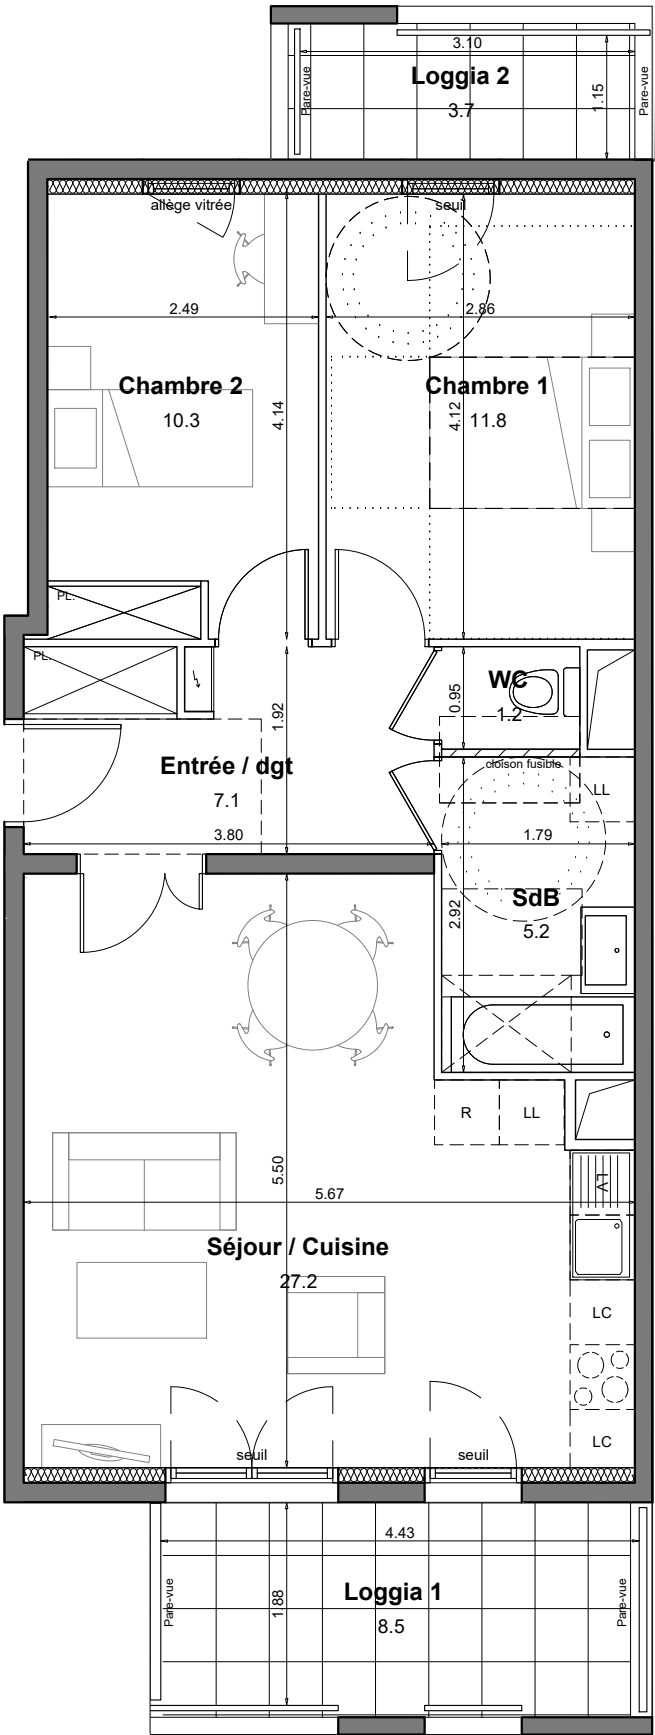 3.10
Loggia 2
3.7
Pare-vue
1.15
Pare-vue
allège vitrée
seuil
2.49
2.86
Chambre 2
10.3
4.14
Chambre 1
11.8
4.12
PL.
PL.
1.92
WC
1.2
0.95
cloison fusible
LL
Entrée / dgt
7.1
3.80
1.79
SdB
5.2
2.92
R
LL
5.50
5.67
LV
Séjour / Cuisine
27.2
LC
LC
seuil
seuil
4.43
Loggia 1
8.5
1.88
Pare-vue
Pare-vue